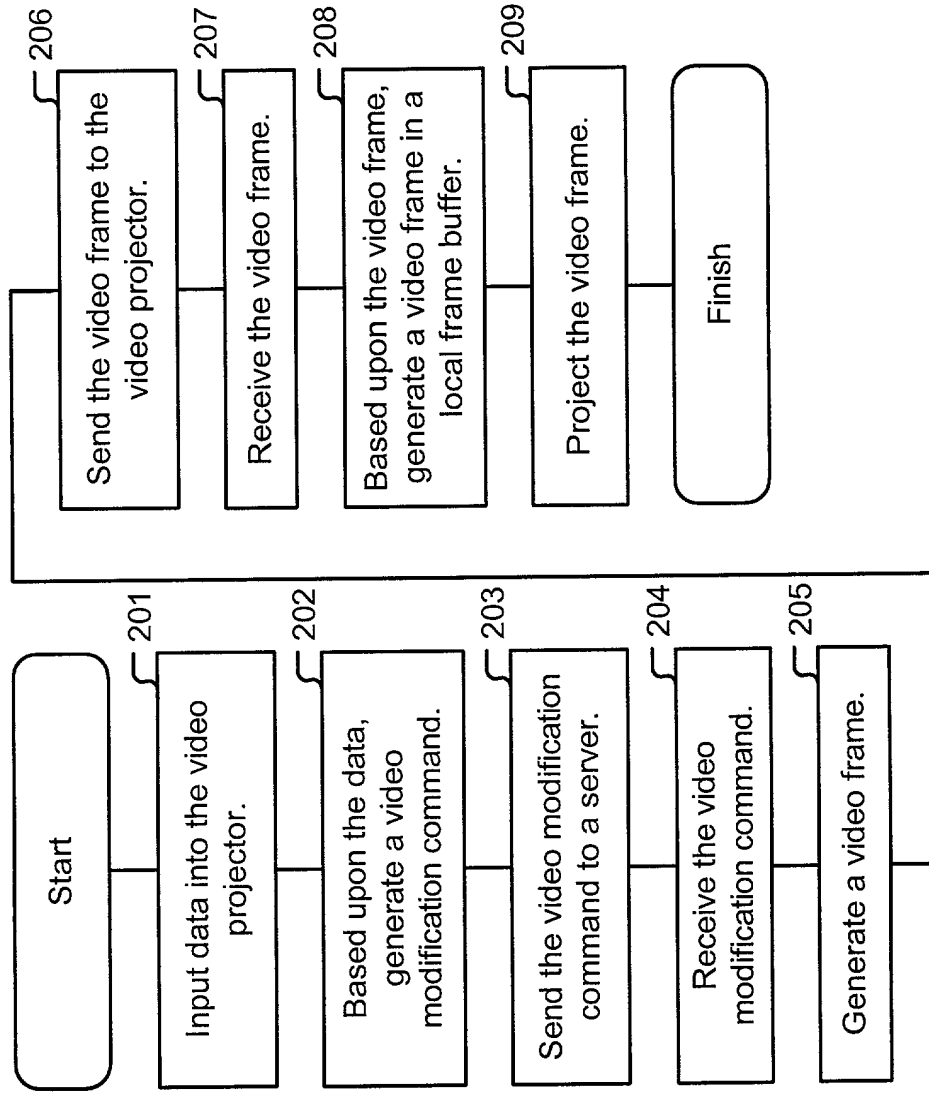 Start
201
Input data into the video
projector.
202
Based upon the data,
generate a video
modification command.
203
Send the video modification
command to a server.
204
Receive the video
modification command.
205
Generate a video frame.
206
Send the video frame to the
video projector.
207
Receive the video frame.
208
Based upon the video frame,
generate a video frame in a
local frame buffer.
209
Project the video frame.
Finish